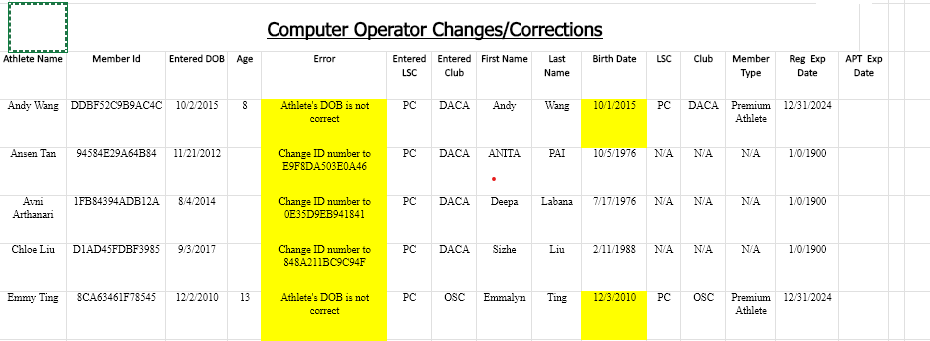 Computer Operator Changes/Corrections
Athlete Name Member Id Entered DOB Age Error Entered LSC Entered Club First Name Last Name Birth Date LSC Club Member Type Reg Exp Date APT Exp Date
Andy Wang DDBF52C9B9AC4C 10/2/2015 8 Athlete's DOB is not correct PC DACA Andy Wang 10/1/2015 PC DACA Premium Athlete 12/31/2024
Ansen Tan 94584E29A64B84 11/21/2012 Change ID number to E9F8DA503E0A46 PC DACA ANITA PAI 10/5/1976 N/A N/A N/A 1/0/1900
Avni Arthanari 1FB84394ADB12A 8/4/2014 Change ID number to 0E35D9EB941841 PC DACA Deepa Labana 7/17/1976 N/A N/A N/A 1/0/1900
Chloe Liu D1AD45FDBF3985 9/3/2017 Change ID number to 848A211BC9C94F PC DACA Sizhe Liu 2/11/1988 N/A N/A N/A 1/0/1900
Emmy Ting 8CA63461F78545 12/2/2010 13 Athlete's DOB is not correct PC OSC Emmalyn Ting 12/3/2010 PC OSC Premium Athlete 12/31/2024